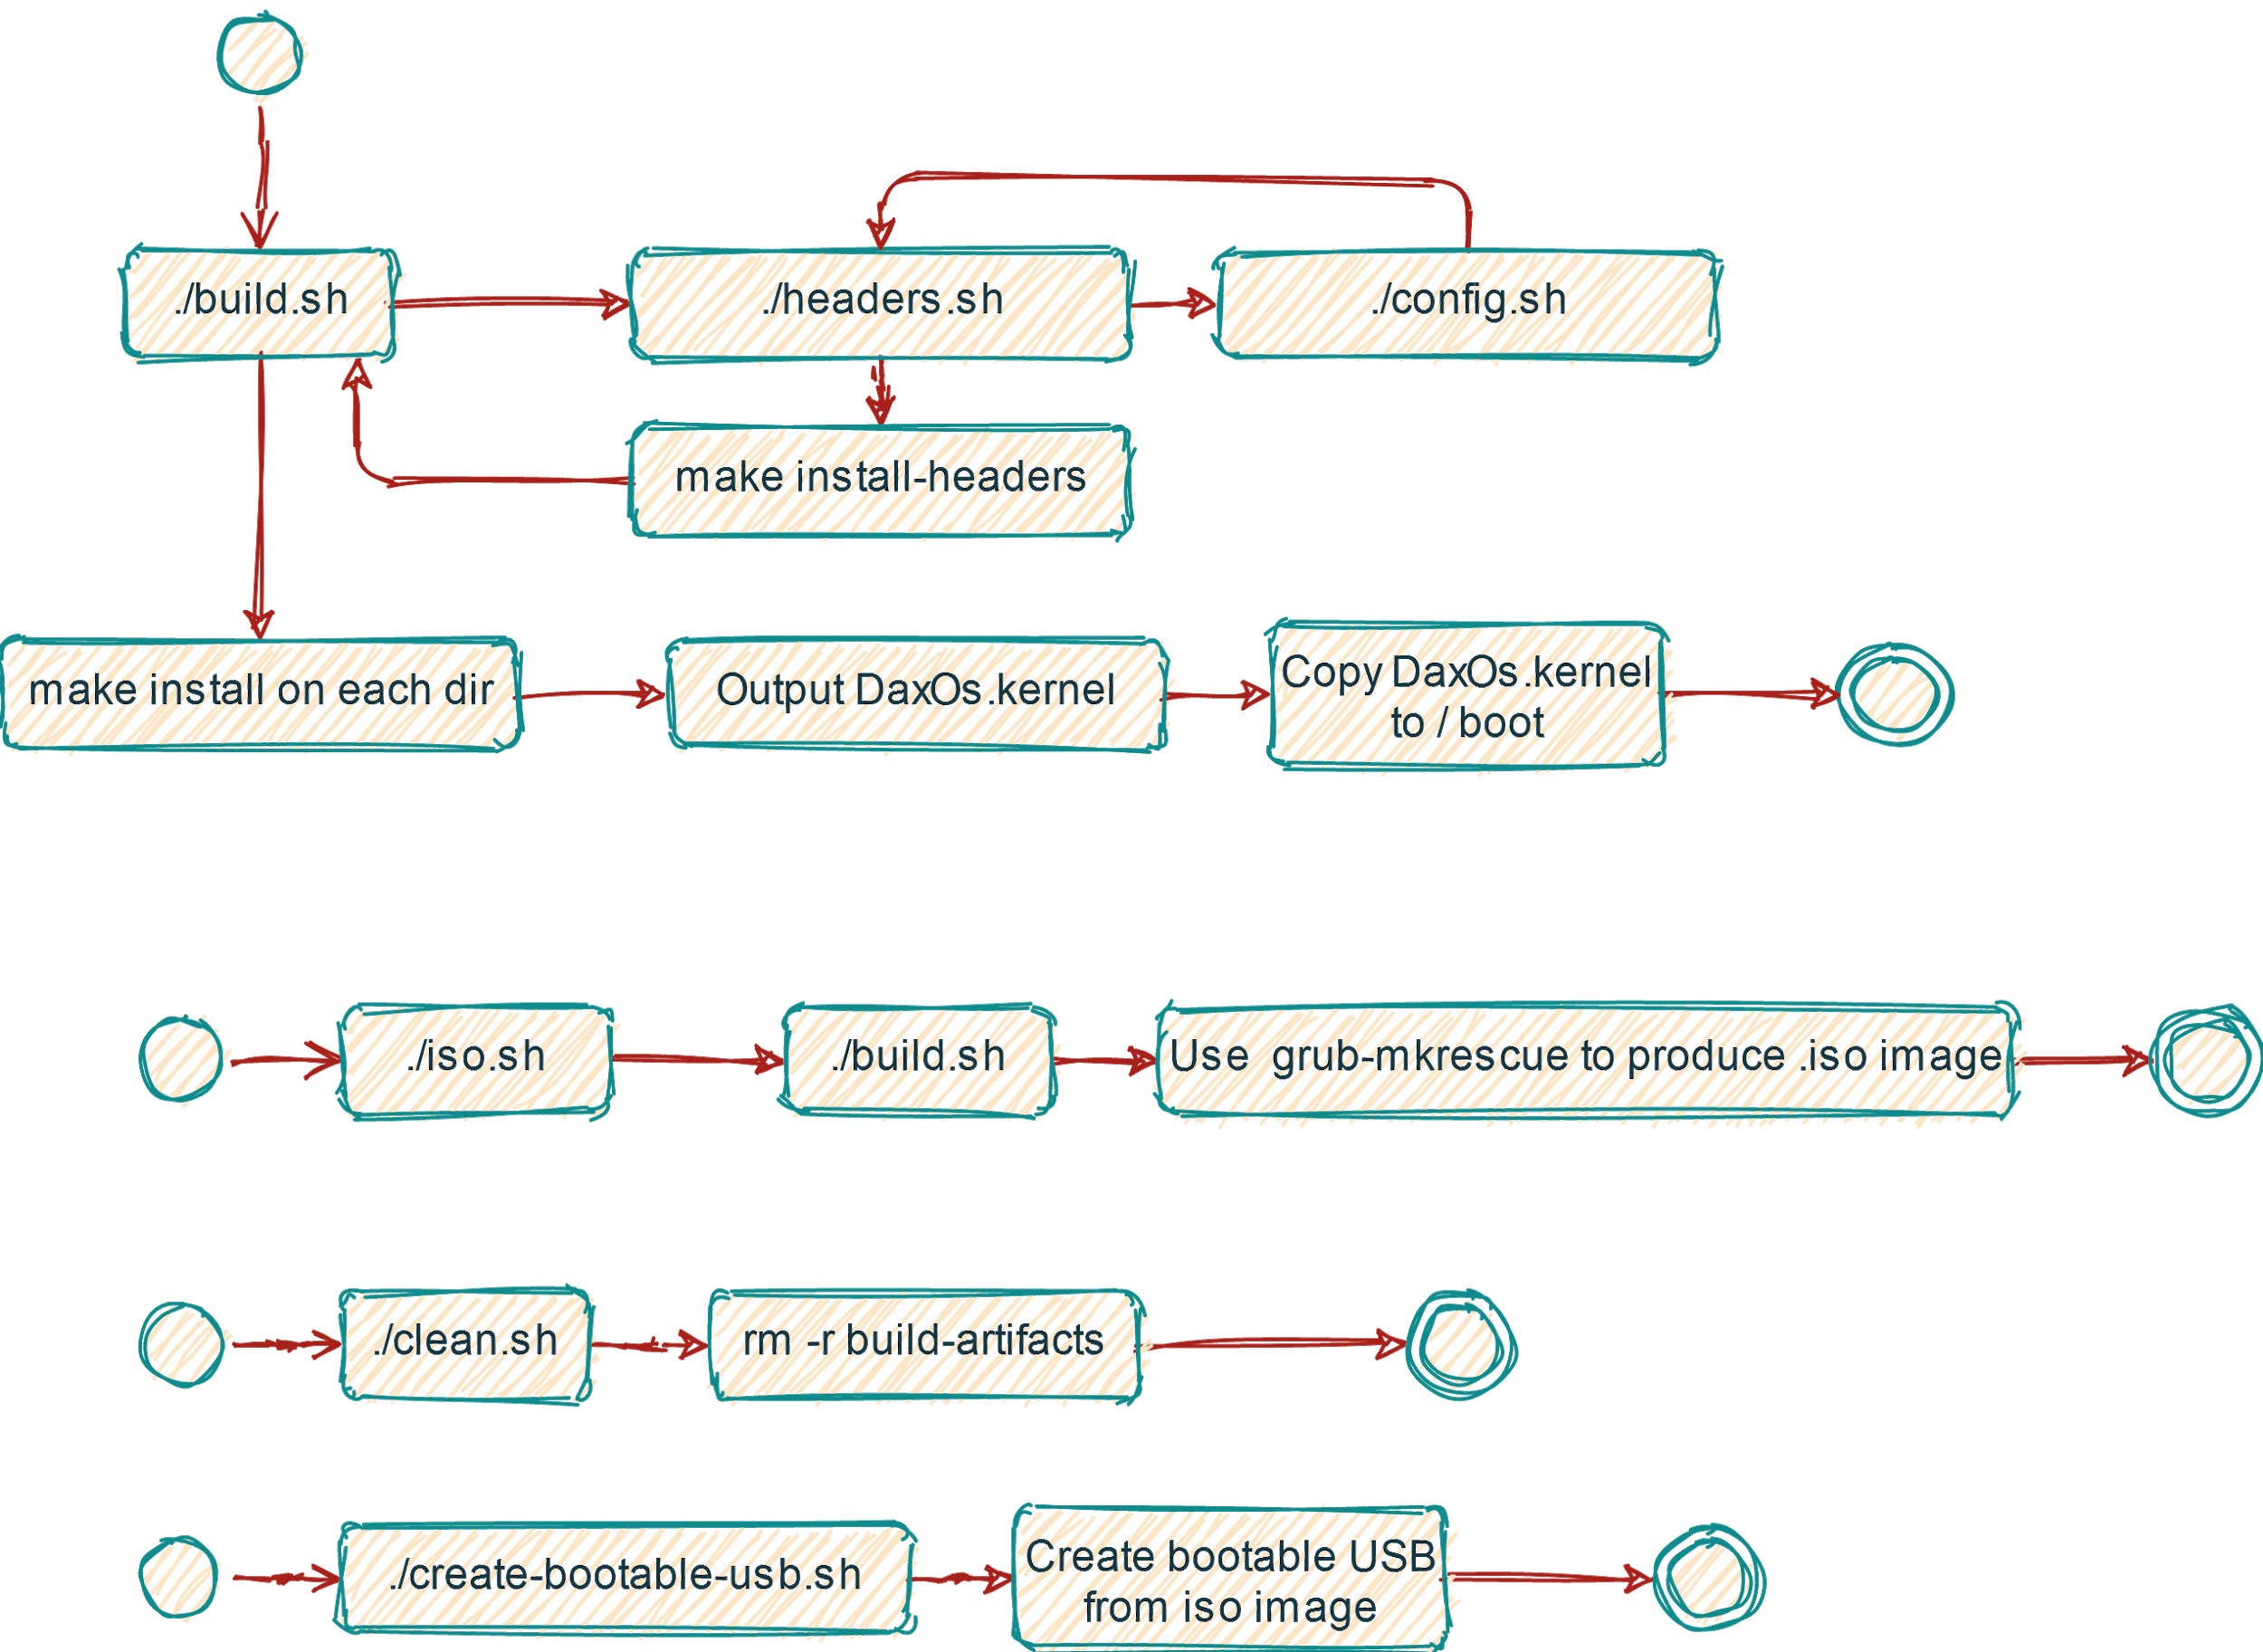 ./build.sh
./headers.sh
./config.sh
make install-headers
make install on each dir
Output DaxOs.kernel
Copy DaxOs.kernel
to / boot
./iso.sh
./build.sh
Use  grub-mkrescue to produce .iso image
./clean.sh
rm -r build-artifacts
./create-bootable-usb.sh
Create bootable USB
from iso image